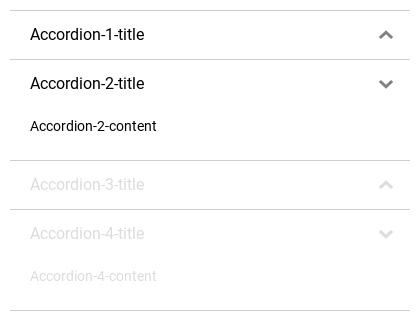 Accordion-1-title
Accordion-2-title
Accordion-2-content
Accordion-3-title
Accordion-4-title
Accordion-4-content